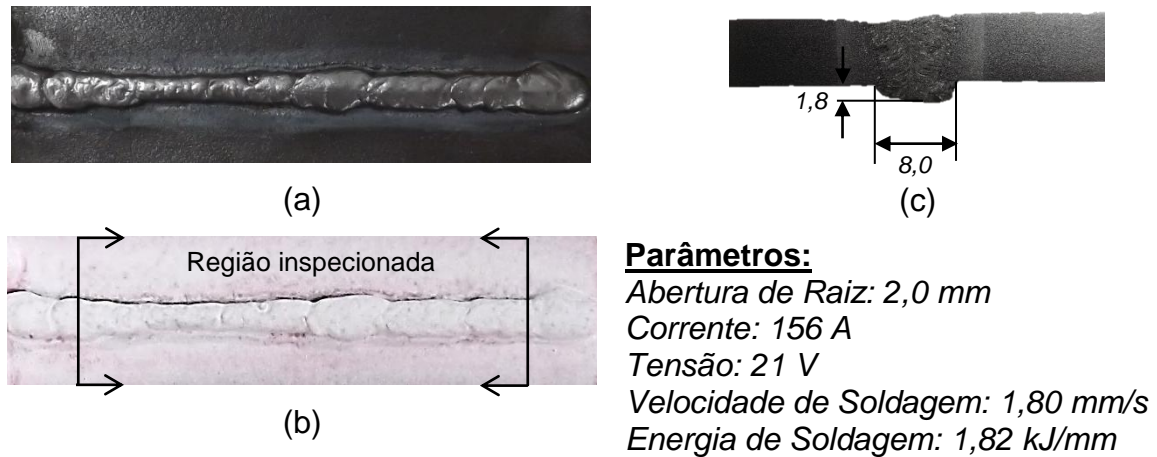 (a)
Região inspecionada
(b)
1,8
8,0
(c)
Parâmetros:
Abertura de Raiz: 2,0 mm
Corrente: 156 A
Tensão: 21 V
Velocidade de Soldagem: 1,80 mm/s
Energia de Soldagem: 1,82 kJ/mm